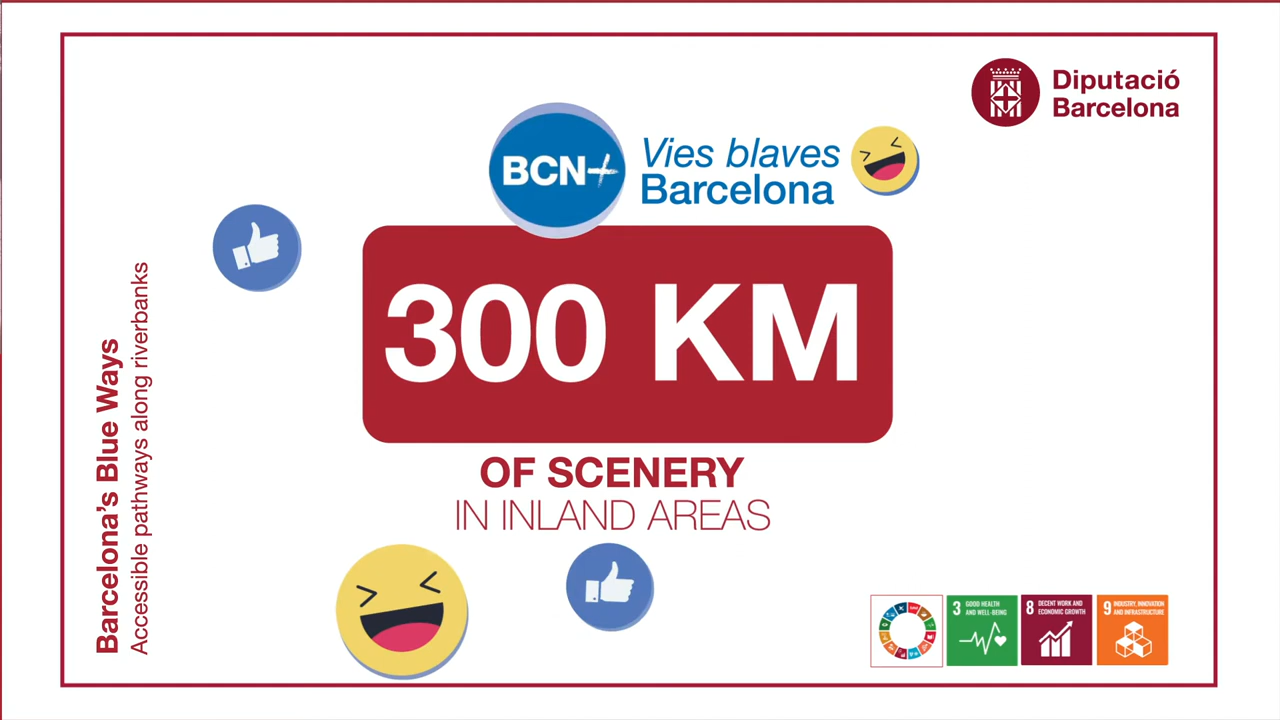 Diputació
Barcelona
BCN+
Vies blaves
Barcelona
300 KM
OF SCENERY
IN INLAND AREAS
Barcelona's Blue Ways
Accessible pathways along riverbanks
3 GOOD HEALTH
AND WELL-BEING
8 DECENT WORK AND
ECONOMIC GROWTH
9 INDUSTRY, INNOVATION
AND INFRASTRUCTURE